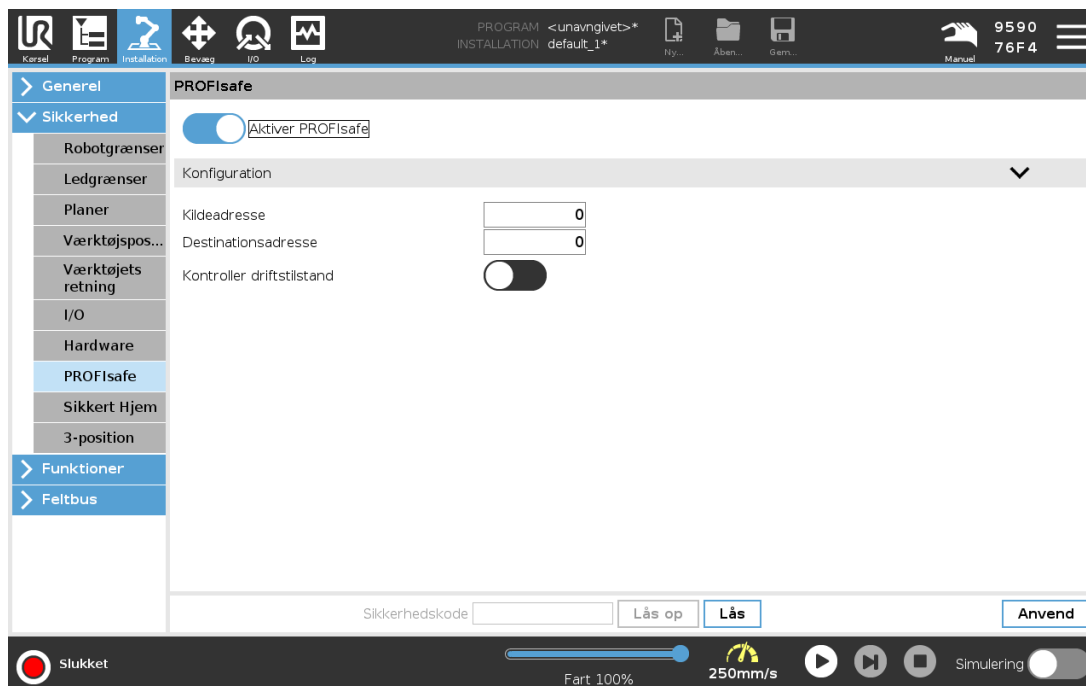 UR
Kørsel
Program
Installation
Bevæg
I/O
Log
PROGRAM <unavngivet>*
INSTALLATION default_1*
Ny...
Åben...
Gem...
Manuel
9590
76F4
Generel
Sikkerhed
Robotgrænser
Ledgrænser
Planer
Værktøjspos...
Værktøjets
retning
I/O
Hardware
PROFIsafe
Sikkert Hjem
3-position
Funktioner
Feltbus
PROFIsafe
Aktiver PROFIsafe
Konfiguration
Kildeadresse 0
Destinationsadresse 0
Kontroller driftstilstand
Sikkerhedskode Lås op Lås Anvend
Slukket
Fart 100%
250mm/s
Simulering